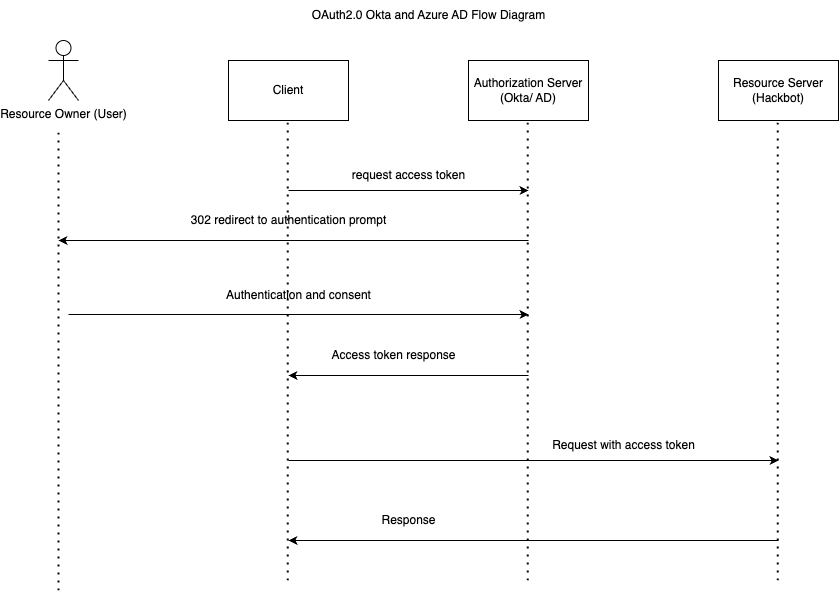 OAuth2.0 Okta and Azure AD Flow Diagram
Resource Owner (User)
Client
Authorization Server
(Okta/ AD)
Resource Server
(Hackbot)
request access token
302 redirect to authentication prompt
Authentication and consent
Access token response
Request with access token
Response